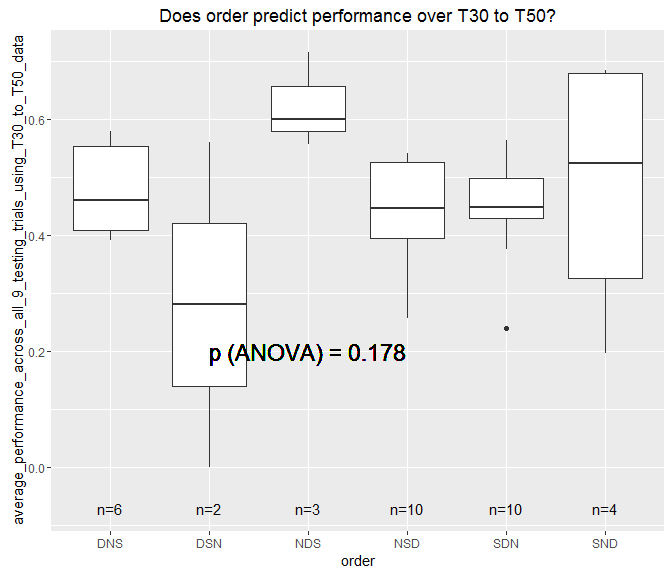 Does order predict performance over T30 to T50?
average_performance_across_all_9_testing_trials_using_T30_to_T50_data
0.6
0.4
0.2
0.0
p (ANOVA) = 0.178
n=6 n=2 n=3 n=10 n=10 n=4
DNS DSN NDS NSD SDN SND
order